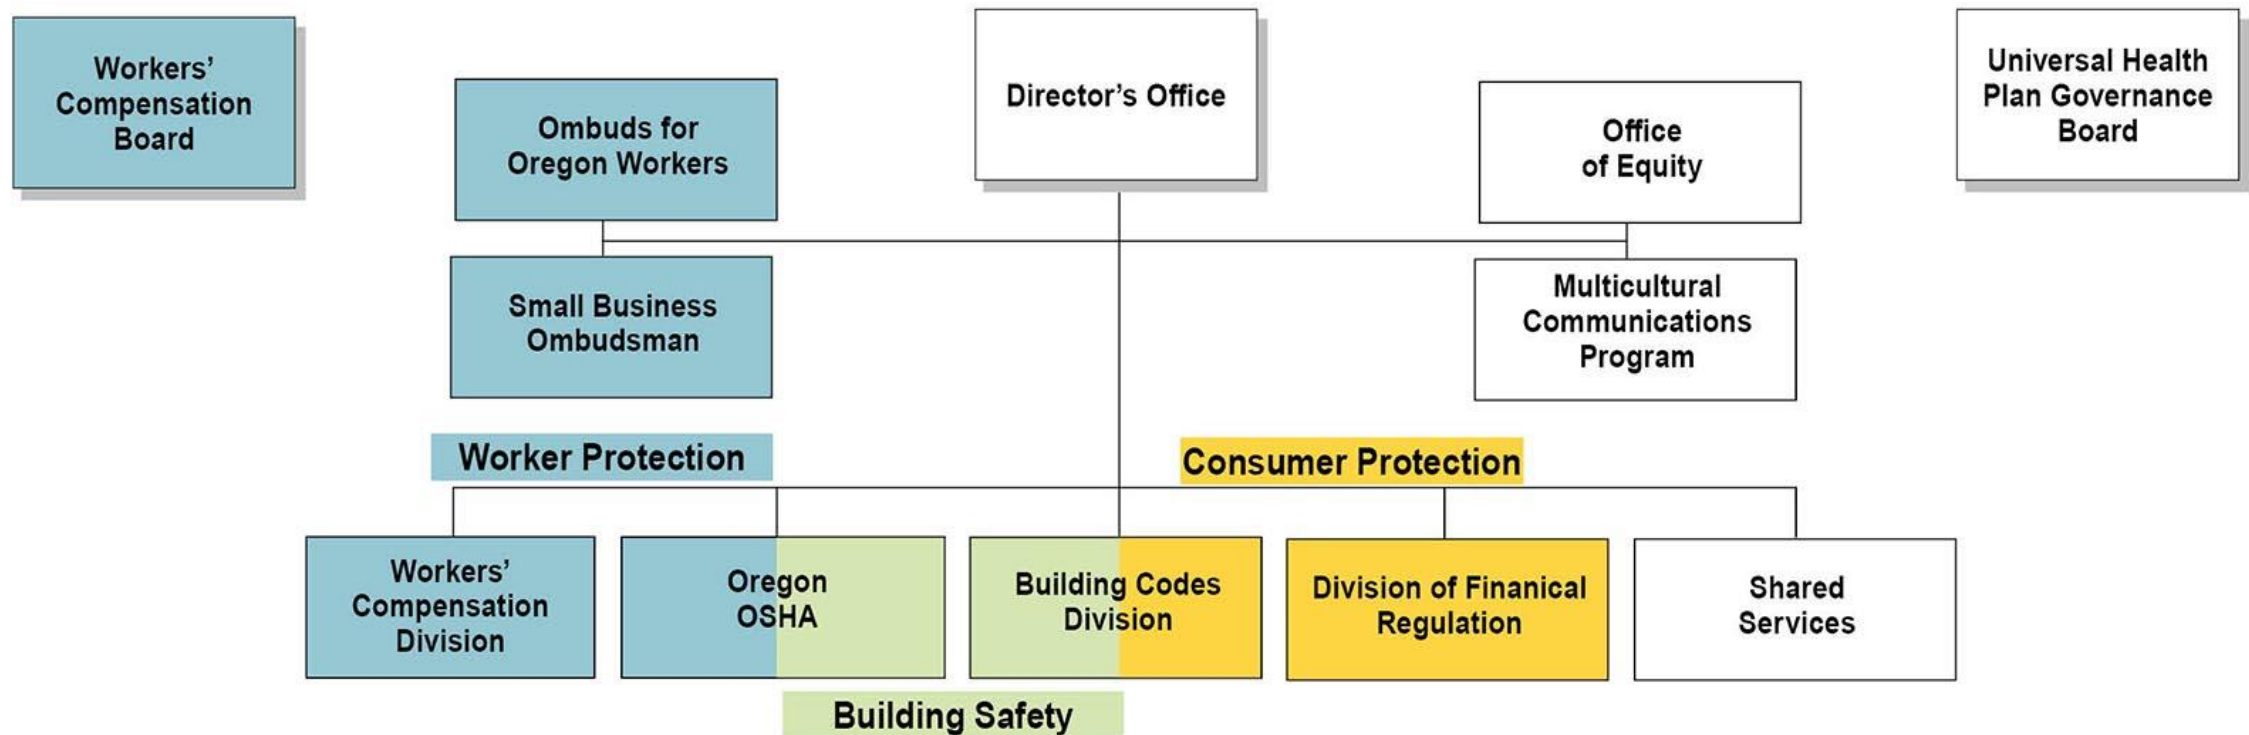 Workers’
Compensation
Board
Ombuds for
Oregon Workers
Director’s Office
Office
of Equity
Universal Health
Plan Governance
Board
Small Business
Ombudsman
Multicultural
Communications
Program
Worker Protection
Consumer Protection
Workers’
Compensation
Division
Oregon
OSHA
Building Codes
Division
Division of Finanical
Regulation
Shared
Services
Building Safety